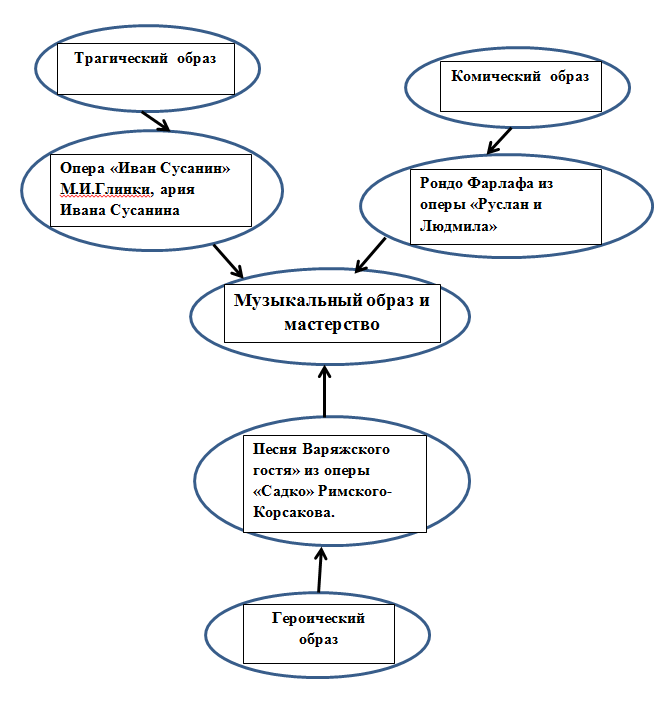 Трагический образ
Комический образ
Опера «Иван Сусанин»
М.И.Глинки, ария
Ивана Сусанина
Рондо Фарлафа из
оперы «Руслан и
Людмила»
Музыкальный образ и
мастерство
Песня Варяжского
гостя» из оперы
«Садко» Римского-
Корсакова.
Героический
образ